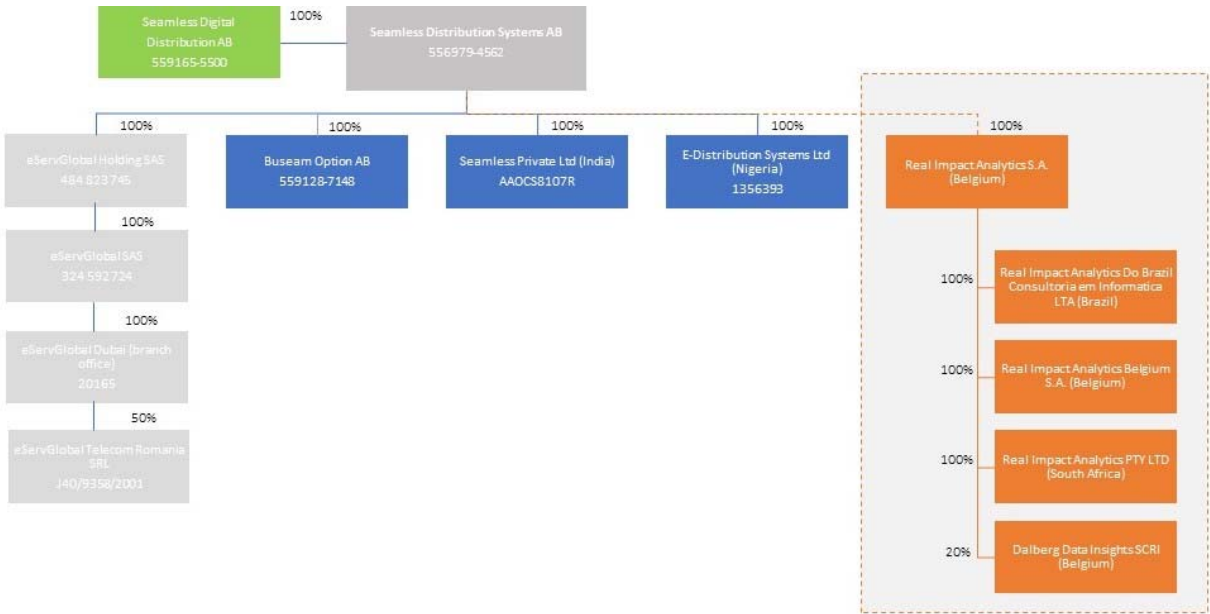 Seamless Digital
Distribution AB
559165-5500
100%
Seamless Distribution Systems AB
556979-4562
100%
100%
100%
100%
100%
eServGlobal Holding SAS
484 823 745
Buseam Option AB
559128-7148
Seamless Private Ltd (India)
AAOCS8107R
E-Distribution Systems Ltd
(Nigeria)
1356393
Real Impact Analytics S.A.
(Belgium)
100%
eServGlobal SAS
324 592 724
100%
eServGlobal Dubai (branch
office)
20165
50%
eServGlobal Telecom Romania
SRL
J40/9358/2001
100%
Real Impact Analytics Do Brazil
Consultoria em Informatica
LTA (Brazil)
100%
Real Impact Analytics Belgium
S.A. (Belgium)
100%
Real Impact Analytics PTY LTD
(South Africa)
20%
Dalberg Data Insights SCRI
(Belgium)